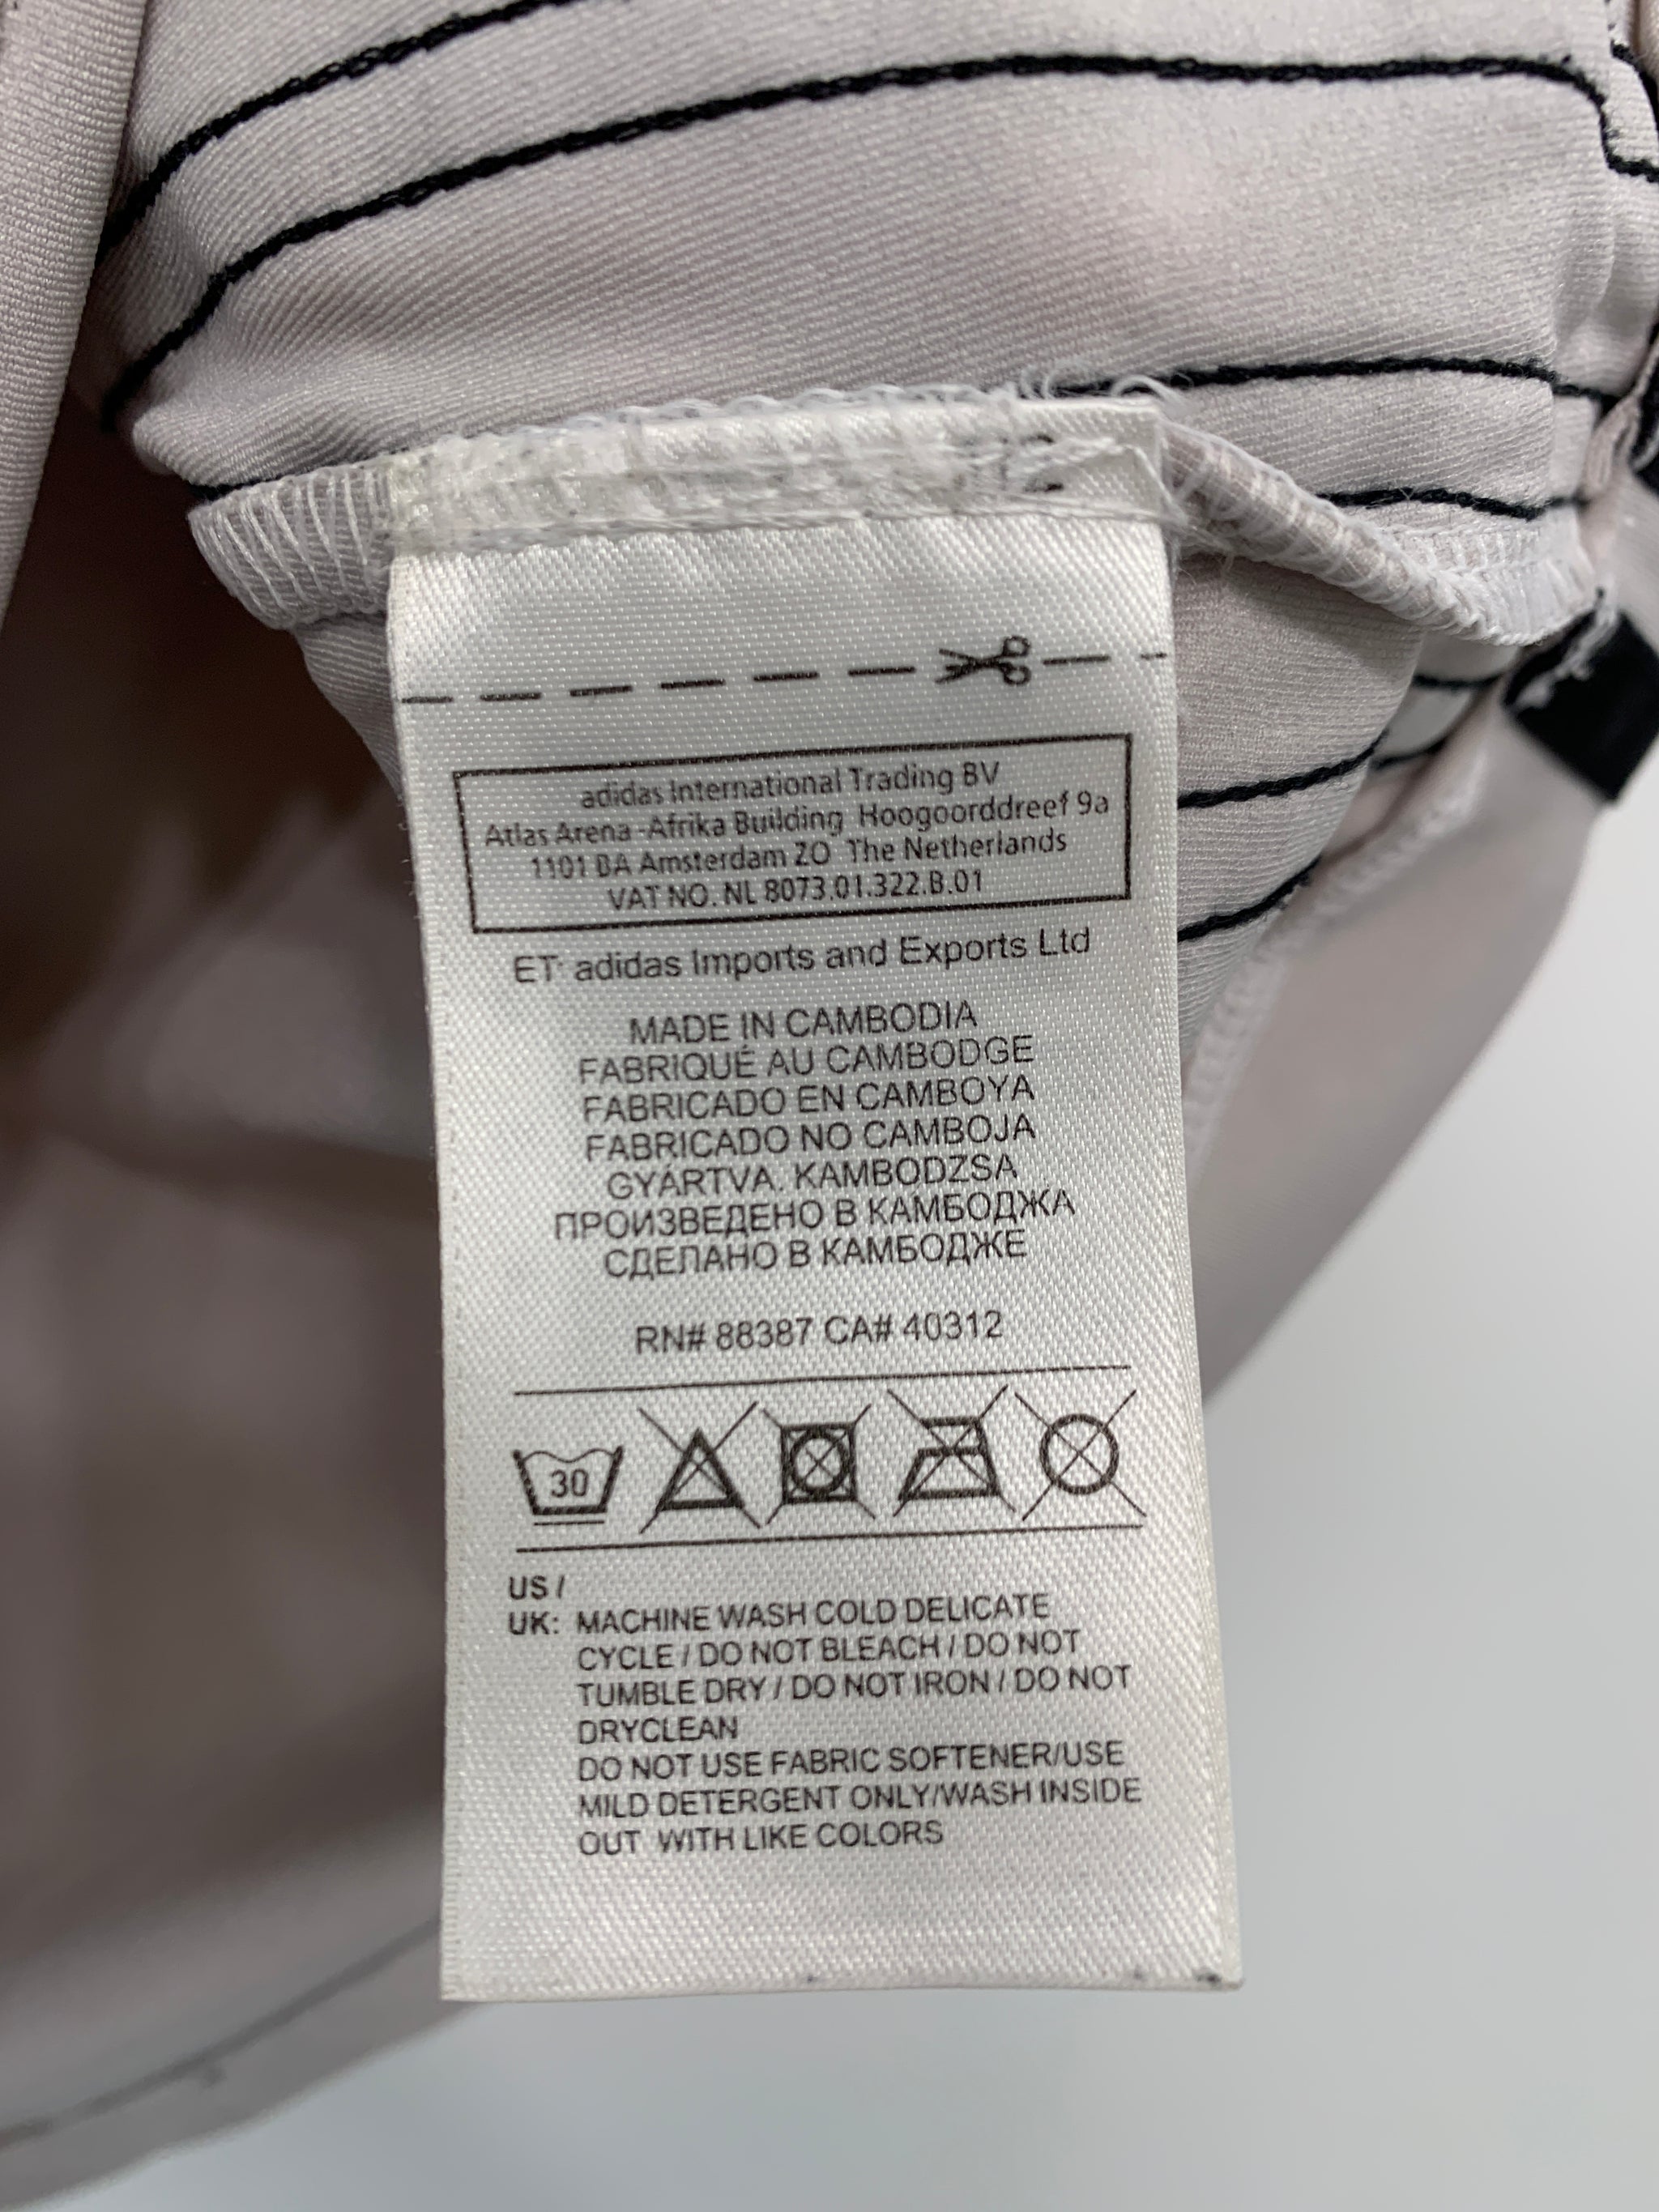 adidas International Trading BV
Atlas Arena-Afrika Building Hoogoorddreef 9a
1101 BA Amsterdam ZO The Netherlands
VAT NO. NL 8073.01.322.B.01
ET: adidas Imports and Exports Ltd
MADE IN CAMBODIA
FABRIQUÉ AU CAMBODGE
FABRICADO EN CAMBOYA
FABRICADO NO CAMBOJA
GYÁRTVA. KAMBODZSA
ПРОИЗВЕДЕНО В КАМБОДЖА
СДЕЛАНО В КАМБОДЖЕ
RN# 88387 CA# 40312
30
US /
UK: MACHINE WASH COLD DELICATE
CYCLE / DO NOT BLEACH / DO NOT
TUMBLE DRY / DO NOT IRON / DO NOT
DRYCLEAN
DO NOT USE FABRIC SOFTENER/USE
MILD DETERGENT ONLY/WASH INSIDE
OUT WITH LIKE COLORS